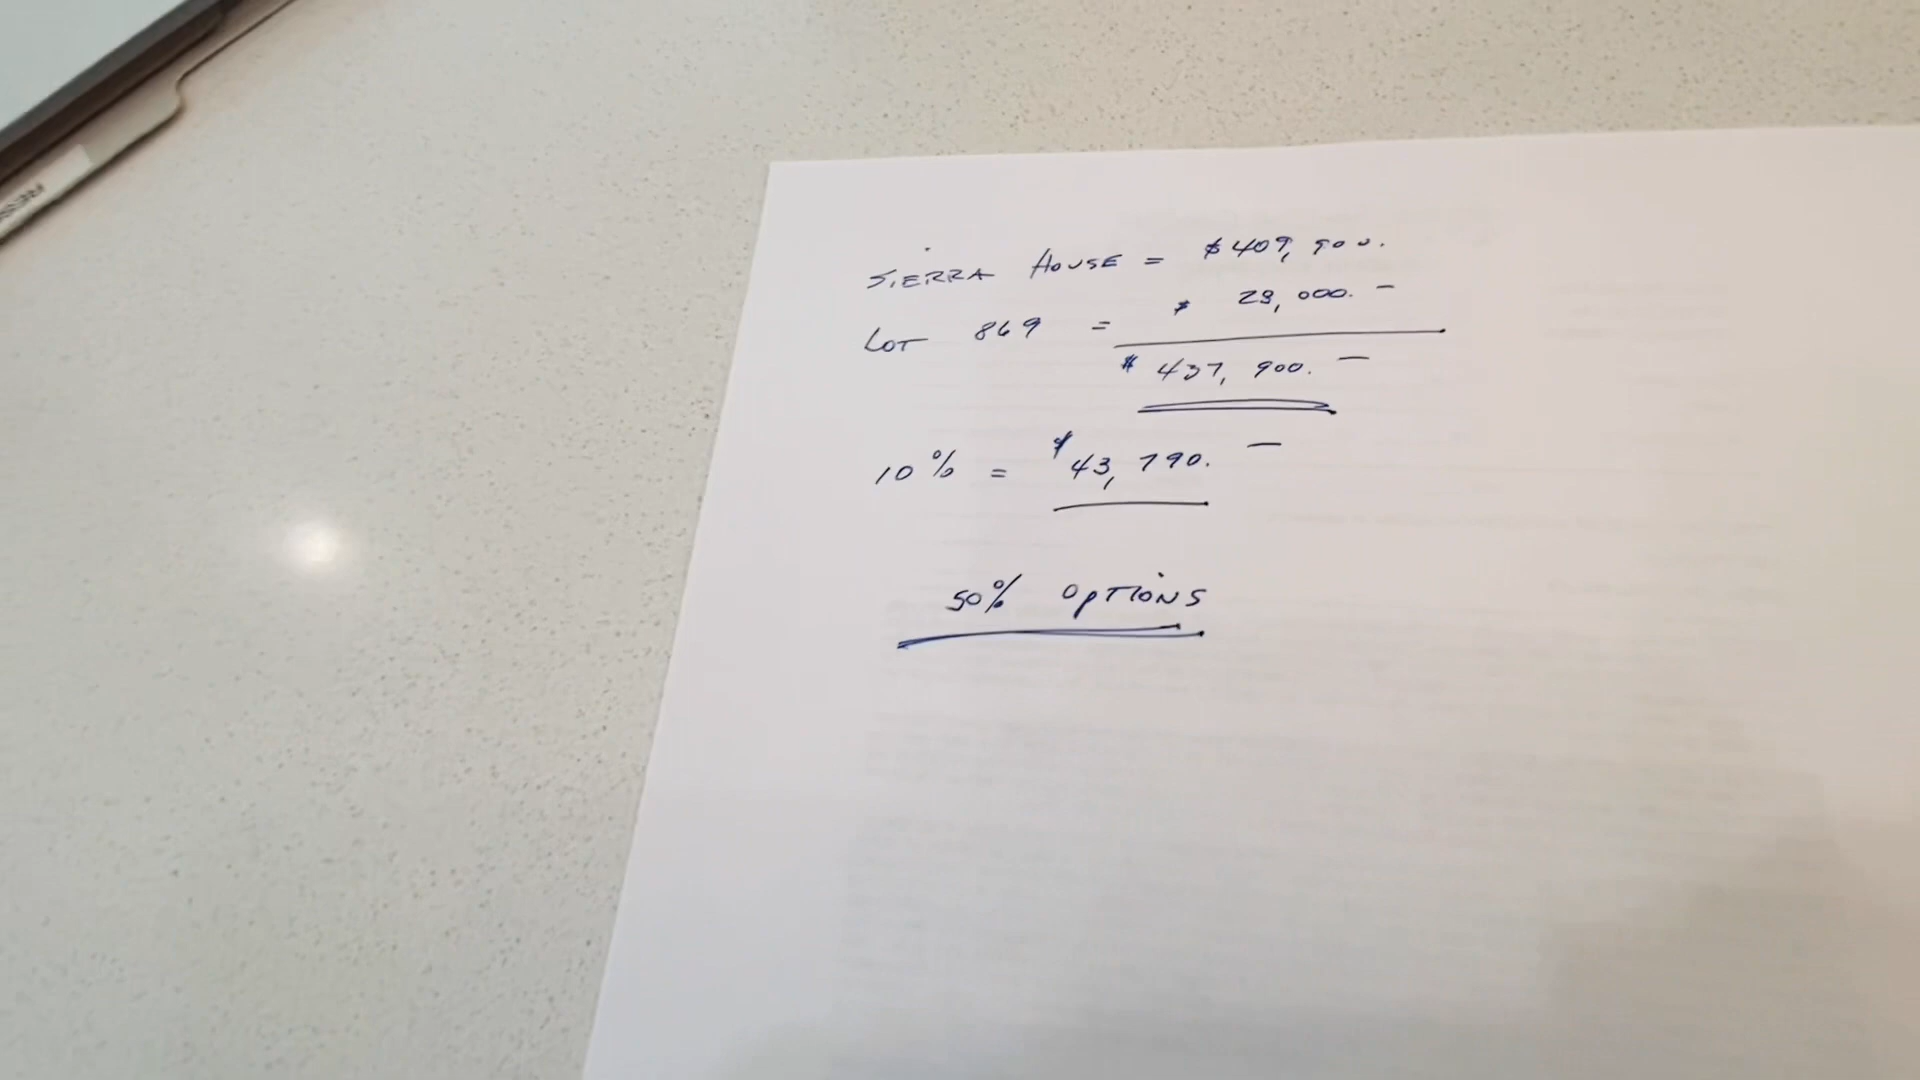 SIERRA HOUSE = $409,900.
LOT 869 = $ 28,000. —
$ 437,900. —
10% = $43,790. —
50% OPTIONS